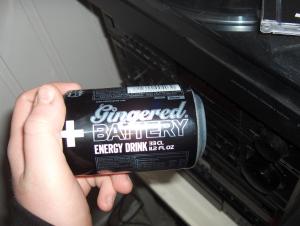 Gingered
BATTERY
ENERGY DRINK 33 CL
11.2 FL OZ